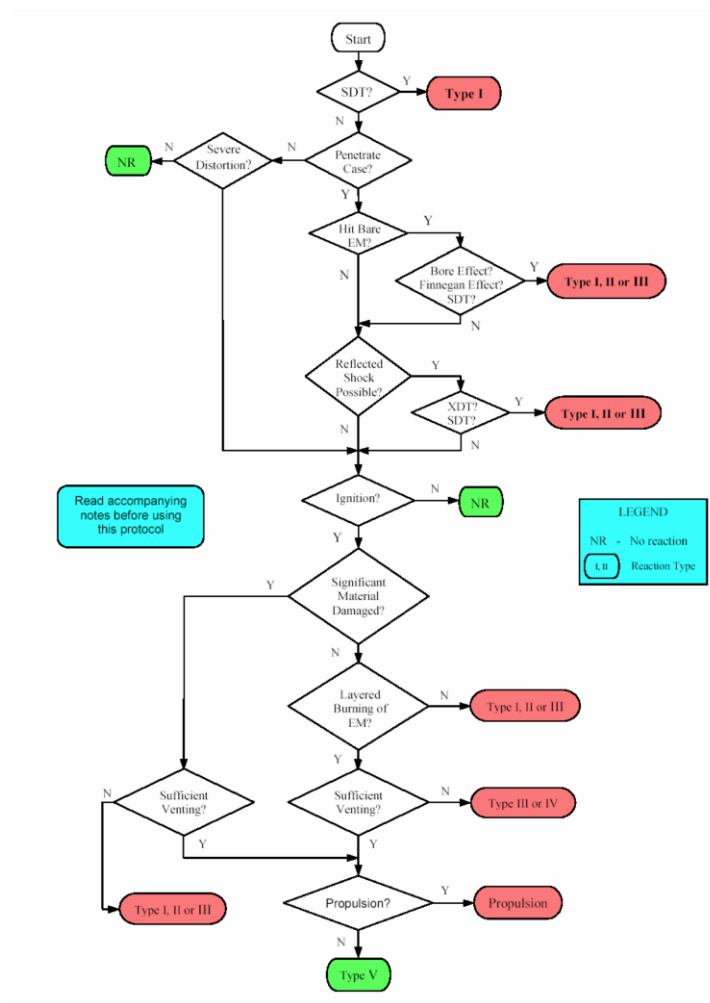 Start
SDT?
Y
Type I
N
Penetrate
Case?
N
Severe
Distortion?
N
NR
Y
Hit Bare
EM?
Y
Bore Effect?
Finnegan Effect?
SDT?
Y
Type I, II or III
N
N
Reflected
Shock
Possible?
Y
XDT?
SDT?
Y
Type I, II or III
N
N
Read accompanying
notes before using
this protocol
Ignition?
N
NR
LEGEND
NR - No reaction
I, II Reaction Type
Y
Significant
Material
Damaged?
Y
N
Layered
Burning of
EM?
N
Type I, II or III
Y
Sufficient
Venting?
N
Y
Sufficient
Venting?
N
Type III or IV
Y
Type I, II or III
Propulsion?
Y
Propulsion
N
Type V